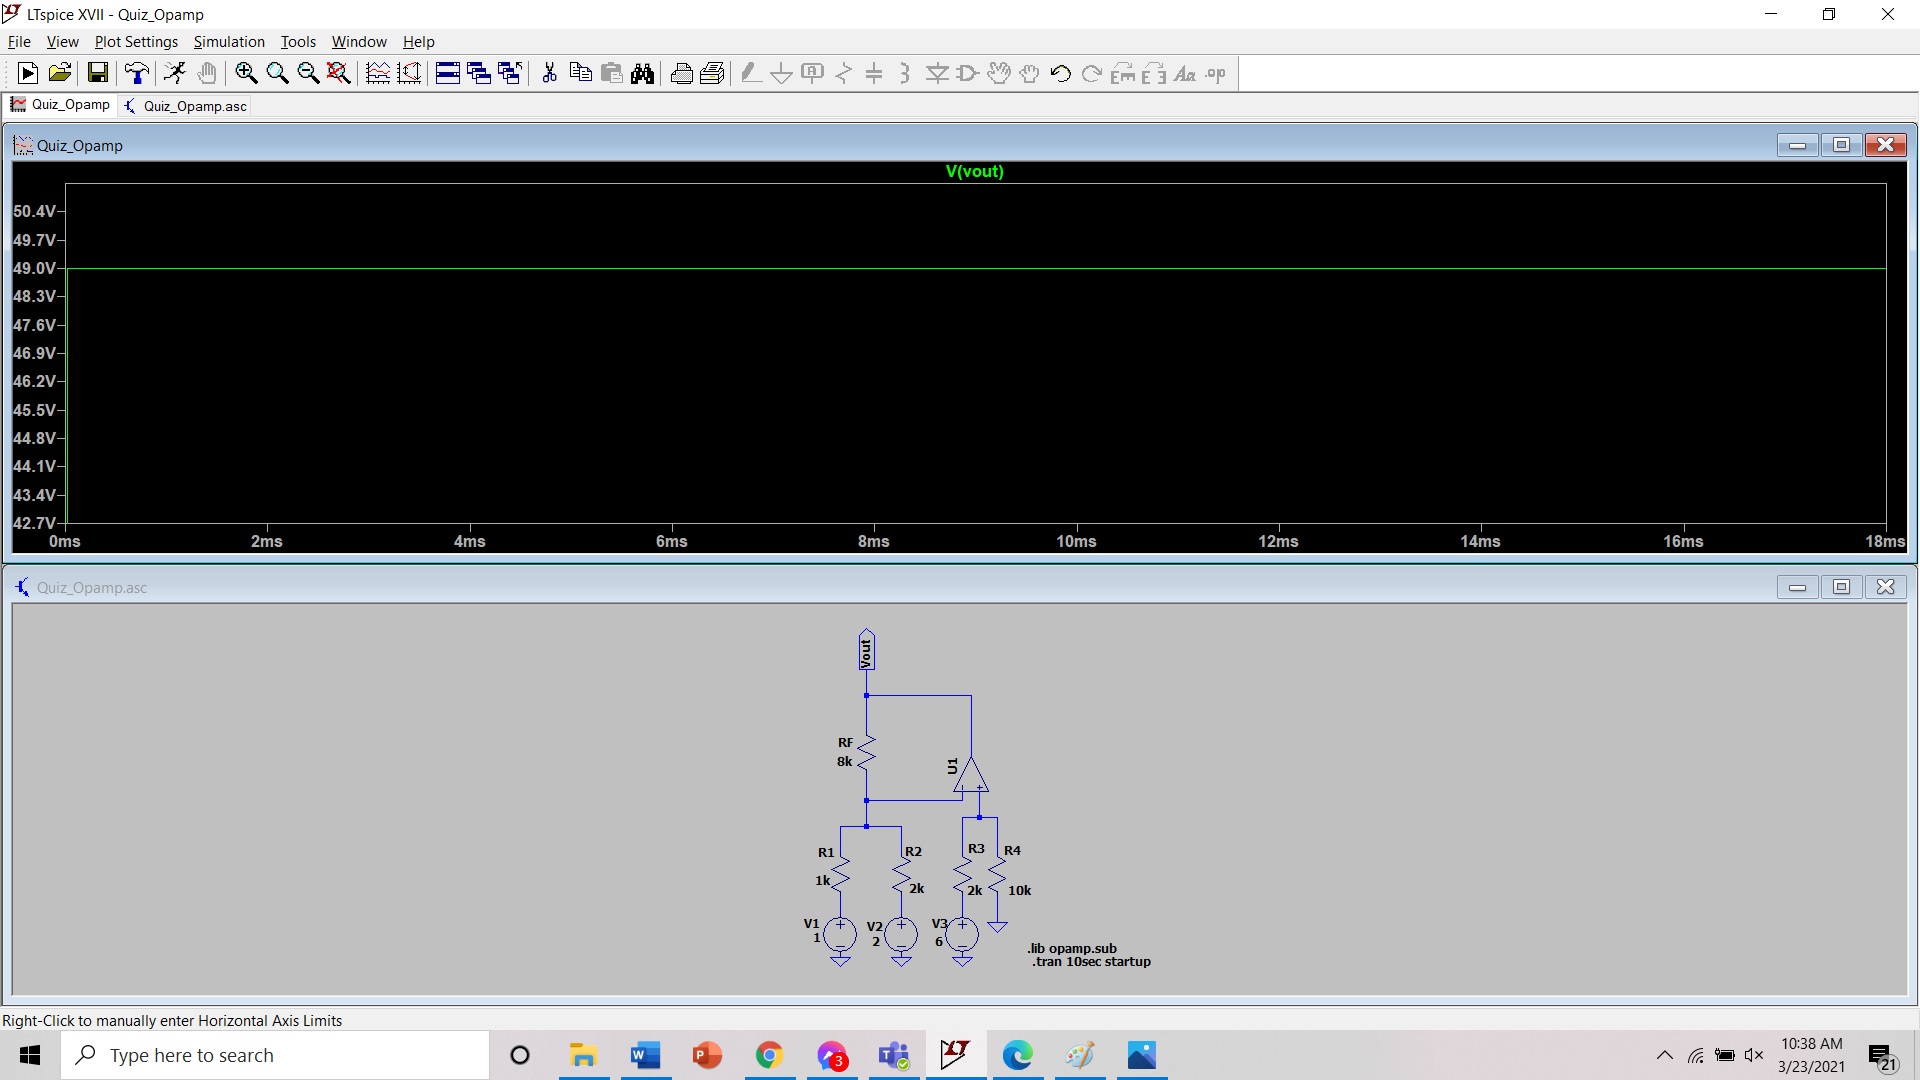 LTspice XVII - Quiz_Opamp
File View Plot Settings Simulation Tools Window Help
Aa .op
Quiz_Opamp Quiz_Opamp.asc
Quiz_Opamp
V(vout)
50.4V
49.7V
49.0V
48.3V
47.6V
46.9V
46.2V
45.5V
44.8V
44.1V
43.4V
42.7V
0ms 2ms 4ms 6ms 8ms 10ms 12ms 14ms 16ms 18ms
Quiz_Opamp.asc
Vout
RF
8k
U1
R1
1k
R2
2k
R3
2k
R4
10k
V1
1
V2
2
V3
6
.lib opamp.sub
.tran 10sec startup
Right-Click to manually enter Horizontal Axis Limits
Type here to search
3
10:38 AM
3/23/2021
21